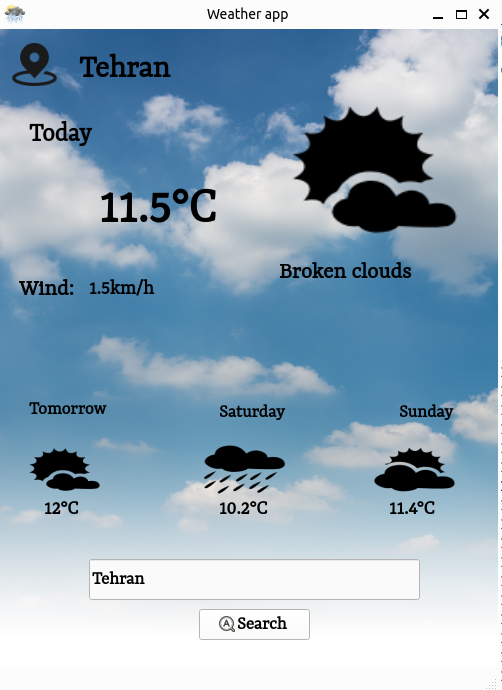 Weather app
Tehran
Today
11.5°C
Broken clouds
Wind: 1.5km/h
Tomorrow Saturday Sunday
12°C 10.2°C 11.4°C
Tehran
Search